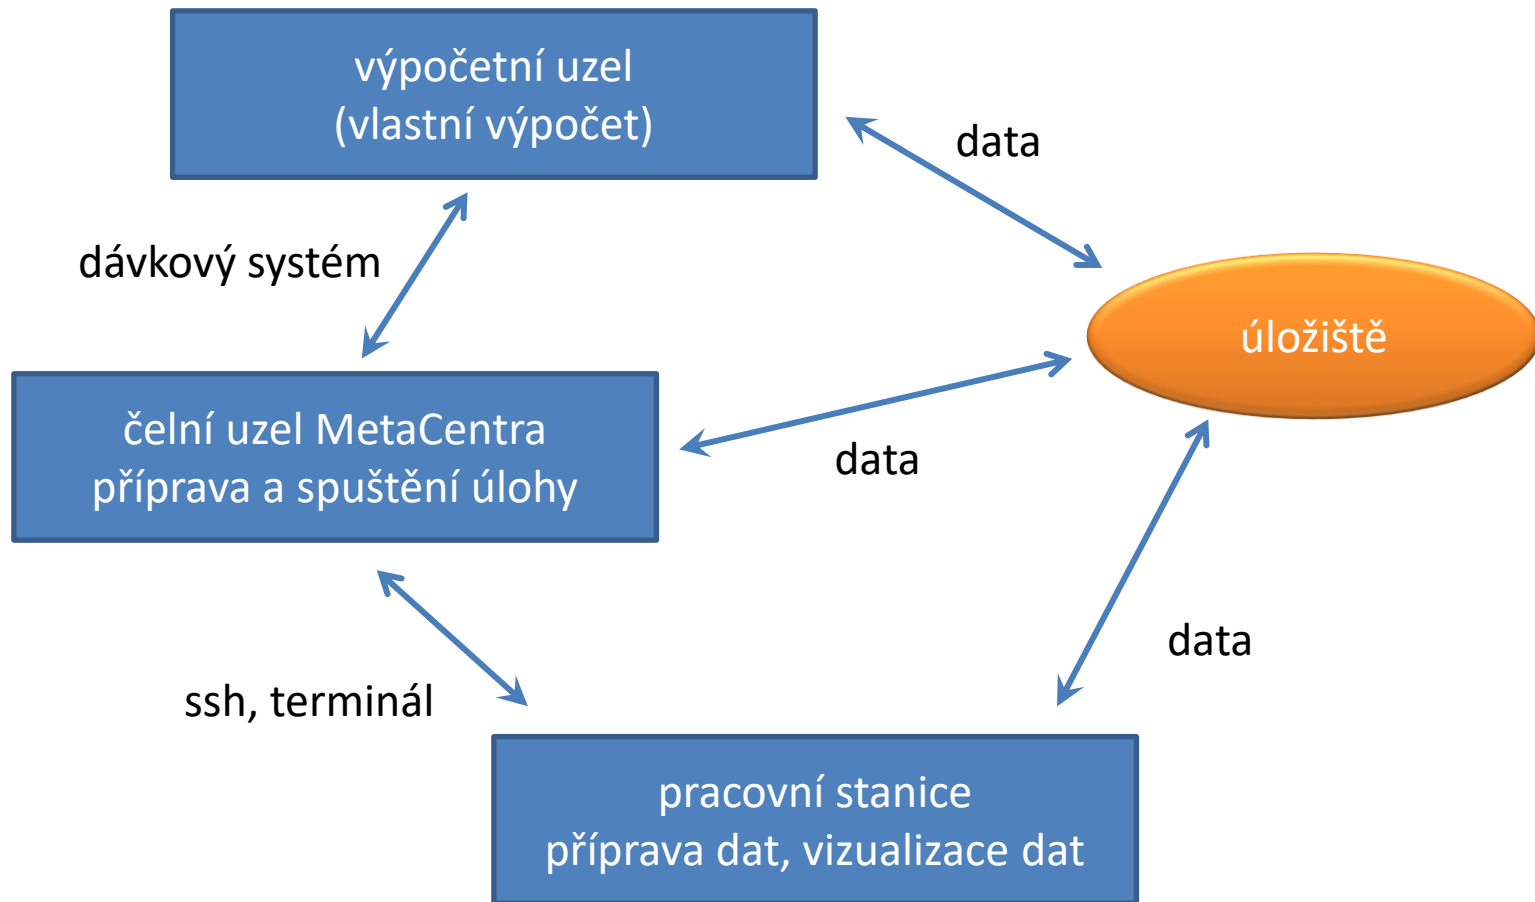 výpočetní uzel
(vlastní výpočet)
data
dávkový systém
úložiště
čelní uzel MetaCentra
příprava a spuštění úlohy
data
data
ssh, terminál
pracovní stanice
příprava dat, vizualizace dat